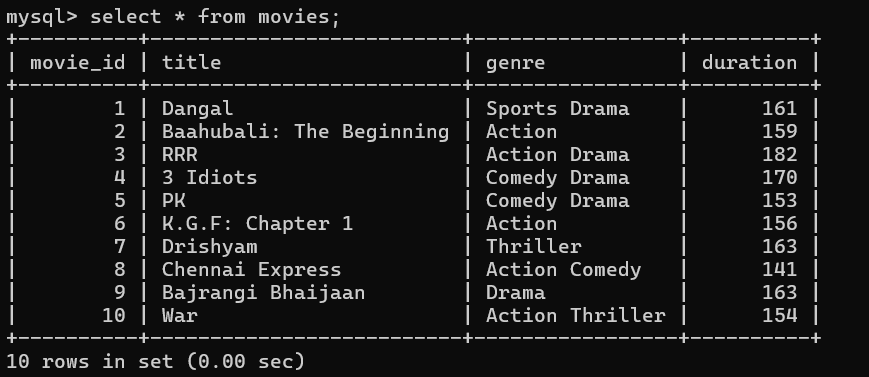 mysql> select * from movies;
+----------+--------------------------+-----------------+----------+
| movie_id | title                    | genre           | duration |
+----------+--------------------------+-----------------+----------+
|        1 | Dangal                   | Sports Drama    |      161 |
|        2 | Baahubali: The Beginning | Action          |      159 |
|        3 | RRR                      | Action Drama    |      182 |
|        4 | 3 Idiots                 | Comedy Drama    |      170 |
|        5 | PK                       | Comedy Drama    |      153 |
|        6 | K.G.F: Chapter 1         | Action          |      156 |
|        7 | Drishyam                 | Thriller        |      163 |
|        8 | Chennai Express          | Action Comedy   |      141 |
|        9 | Bajrangi Bhaijaan        | Drama           |      163 |
|       10 | War                      | Action Thriller |      154 |
+----------+--------------------------+-----------------+----------+
10 rows in set (0.00 sec)